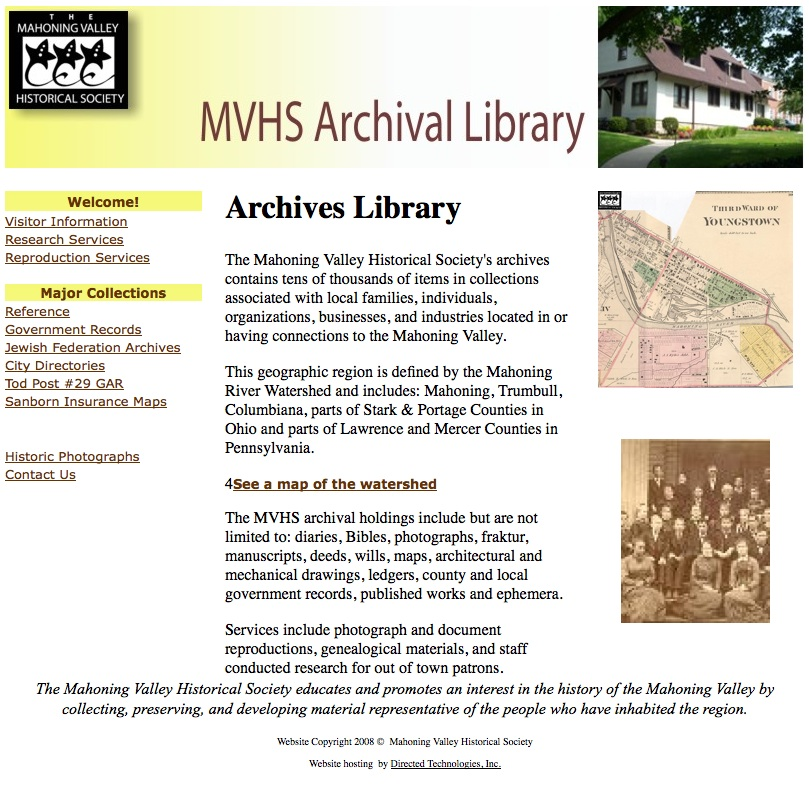 THE
MAHONING VALLEY
HISTORICAL SOCIETY
MVHS Archival Library
Welcome!
Visitor Information
Research Services
Reproduction Services
Major Collections
Reference
Government Records
Jewish Federation Archives
City Directories
Tod Post #29 GAR
Sanborn Insurance Maps
Historic Photographs
Contact Us
Archives Library
The Mahoning Valley Historical Society's archives
contains tens of thousands of items in collections
associated with local families, individuals,
organizations, businesses, and industries located in or
having connections to the Mahoning Valley.
This geographic region is defined by the Mahoning
River Watershed and includes: Mahoning, Trumbull,
Columbiana, parts of Stark & Portage Counties in
Ohio and parts of Lawrence and Mercer Counties in
Pennsylvania.
4See a map of the watershed
The MVHS archival holdings include but are not
limited to: diaries, Bibles, photographs, fraktur,
manuscripts, deeds, wills, maps, architectural and
mechanical drawings, ledgers, county and local
government records, published works and ephemera.
Services include photograph and document
reproductions, genealogical materials, and staff
conducted research for out of town patrons.
THIRD WARD OF
YOUNGSTOWN
MAHONING RIVER
The Mahoning Valley Historical Society educates and promotes an interest in the history of the Mahoning Valley by
collecting, preserving, and developing material representative of the people who have inhabited the region.
Website Copyright 2008 © Mahoning Valley Historical Society
Website hosting by Directed Technologies, Inc.